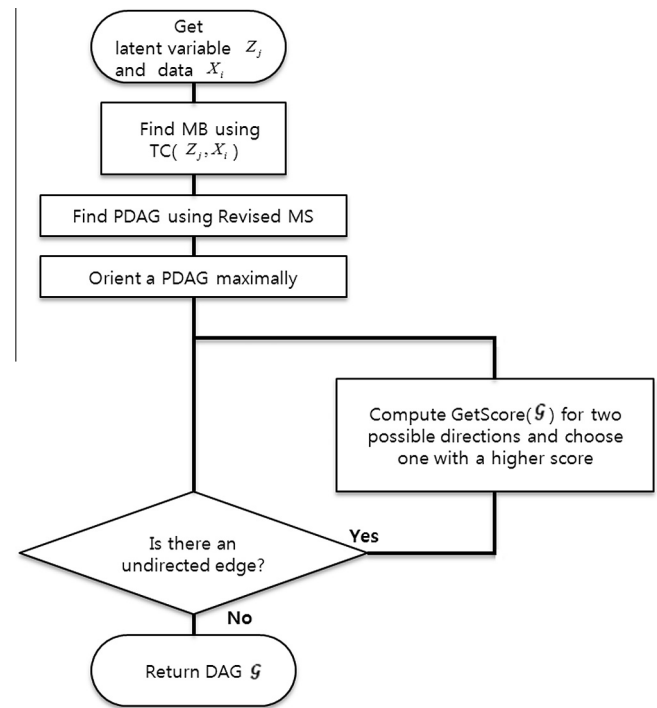 Get
latent variable Z_j
and data X_i
Find MB using
TC( Z_j, X_i )
Find PDAG using Revised MS
Orient a PDAG maximally
Compute GetScore(𝒢) for two
possible directions and choose
one with a higher score
Is there an
undirected edge?
Yes
No
Return DAG 𝒢